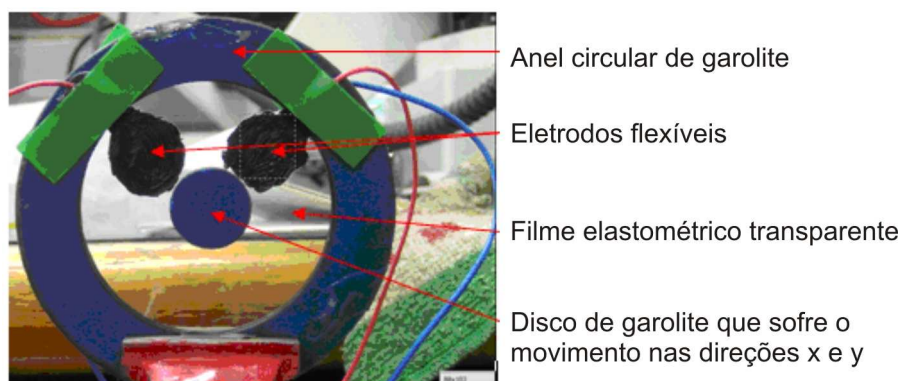 Anel circular de garolite
Eletrodos flexíveis
Filme elastométrico transparente
Disco de garolite que sofre o
movimento nas direções x e y